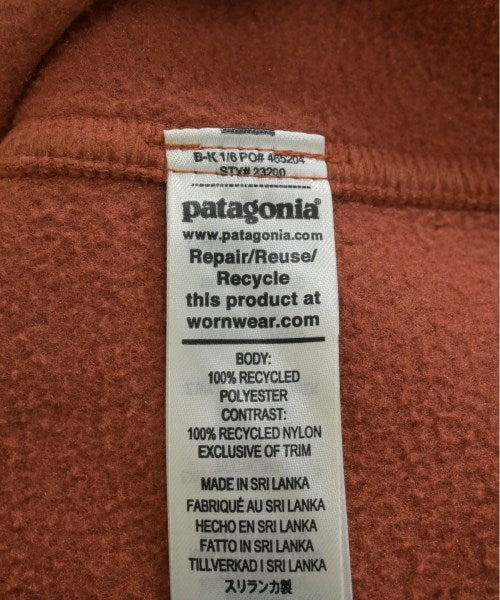 B-K 1/6 PO# 465204
STY# 23200
patagonia®
www.patagonia.com
Repair/Reuse/
Recycle
this product at
wornwear.com
BODY:
100% RECYCLED
POLYESTER
CONTRAST:
100% RECYCLED NYLON
EXCLUSIVE OF TRIM
MADE IN SRI LANKA
FABRIQUÉ AU SRI LANKA
HECHO EN SRI LANKA
FATTO IN SRI LANKA
TILLVERKAD I SRI LANKA
スリランカ製